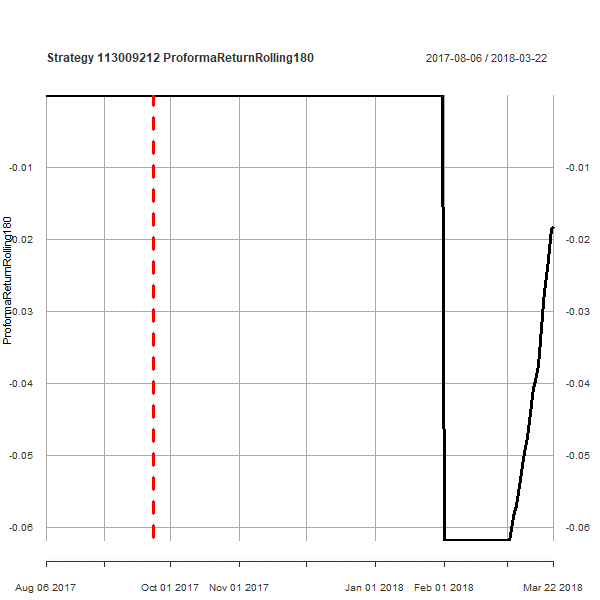 Strategy 113009212 ProformaReturnRolling180
2017-08-06 / 2018-03-22
-0.01 -0.01
-0.02 -0.02
-0.03 -0.03
-0.04 -0.04
-0.05 -0.05
-0.06 -0.06
ProformaReturnRolling180
Aug 06 2017 Oct 01 2017 Nov 01 2017 Jan 01 2018 Feb 01 2018 Mar 22 2018